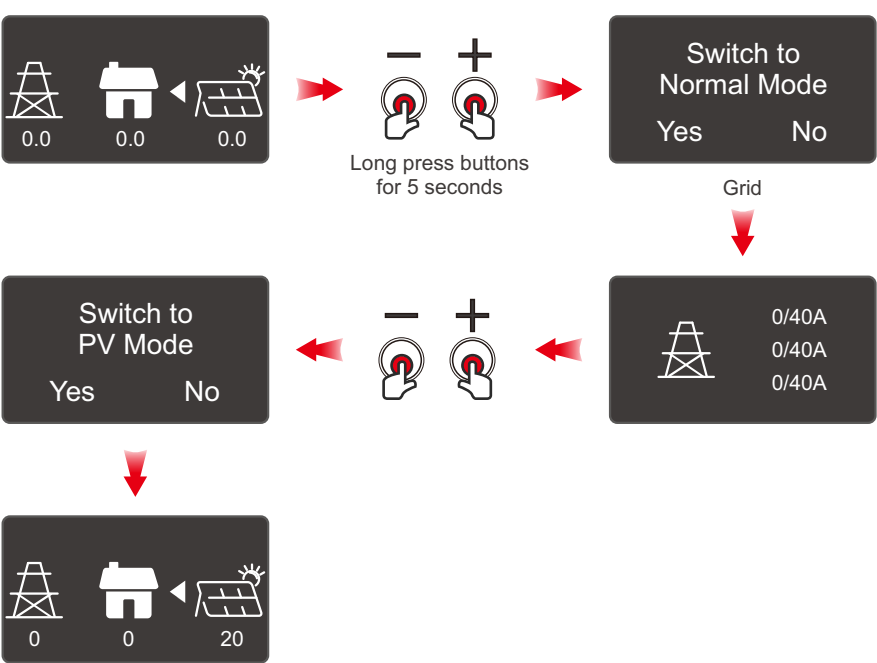 0.0 0.0 0.0
Long press buttons
for 5 seconds
Switch to
Normal Mode
Yes No
Grid
0/40A
0/40A
0/40A
Switch to
PV Mode
Yes No
0 0 20